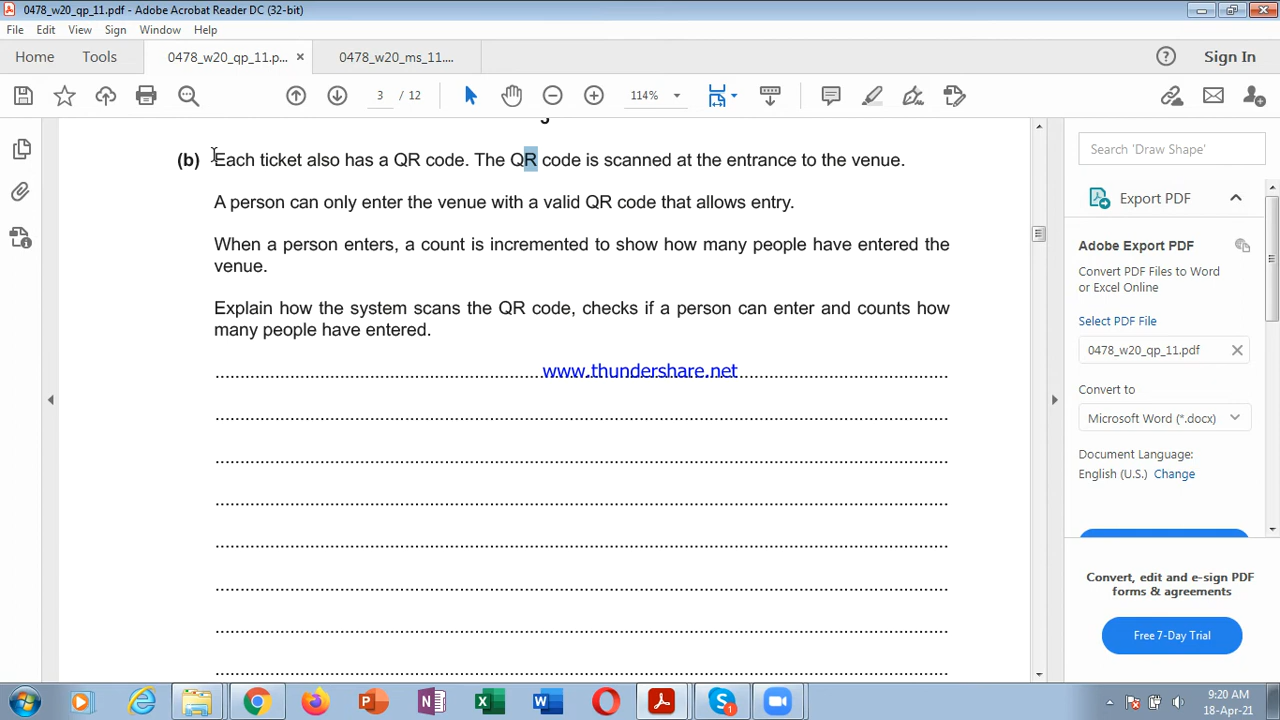 0478_w20_qp_11.pdf - Adobe Acrobat Reader DC (32-bit)
File Edit View Sign Window Help
Home Tools 0478_w20_qp_11.p... × 0478_w20_ms_11.... Sign In
3 / 12 114%
(b) Each ticket also has a QR code. The QR code is scanned at the entrance to the venue.
A person can only enter the venue with a valid QR code that allows entry.
When a person enters, a count is incremented to show how many people have entered the
venue.
Explain how the system scans the QR code, checks if a person can enter and counts how
many people have entered.
www.thundershare.net
Search 'Draw Shape'
Export PDF
Adobe Export PDF
Convert PDF Files to Word
or Excel Online
Select PDF File
0478_w20_qp_11.pdf
Convert to
Microsoft Word (*.docx)
Document Language:
English (U.S.) Change
Convert, edit and e-sign PDF
forms & agreements
Free 7-Day Trial
9:20 AM
18-Apr-21